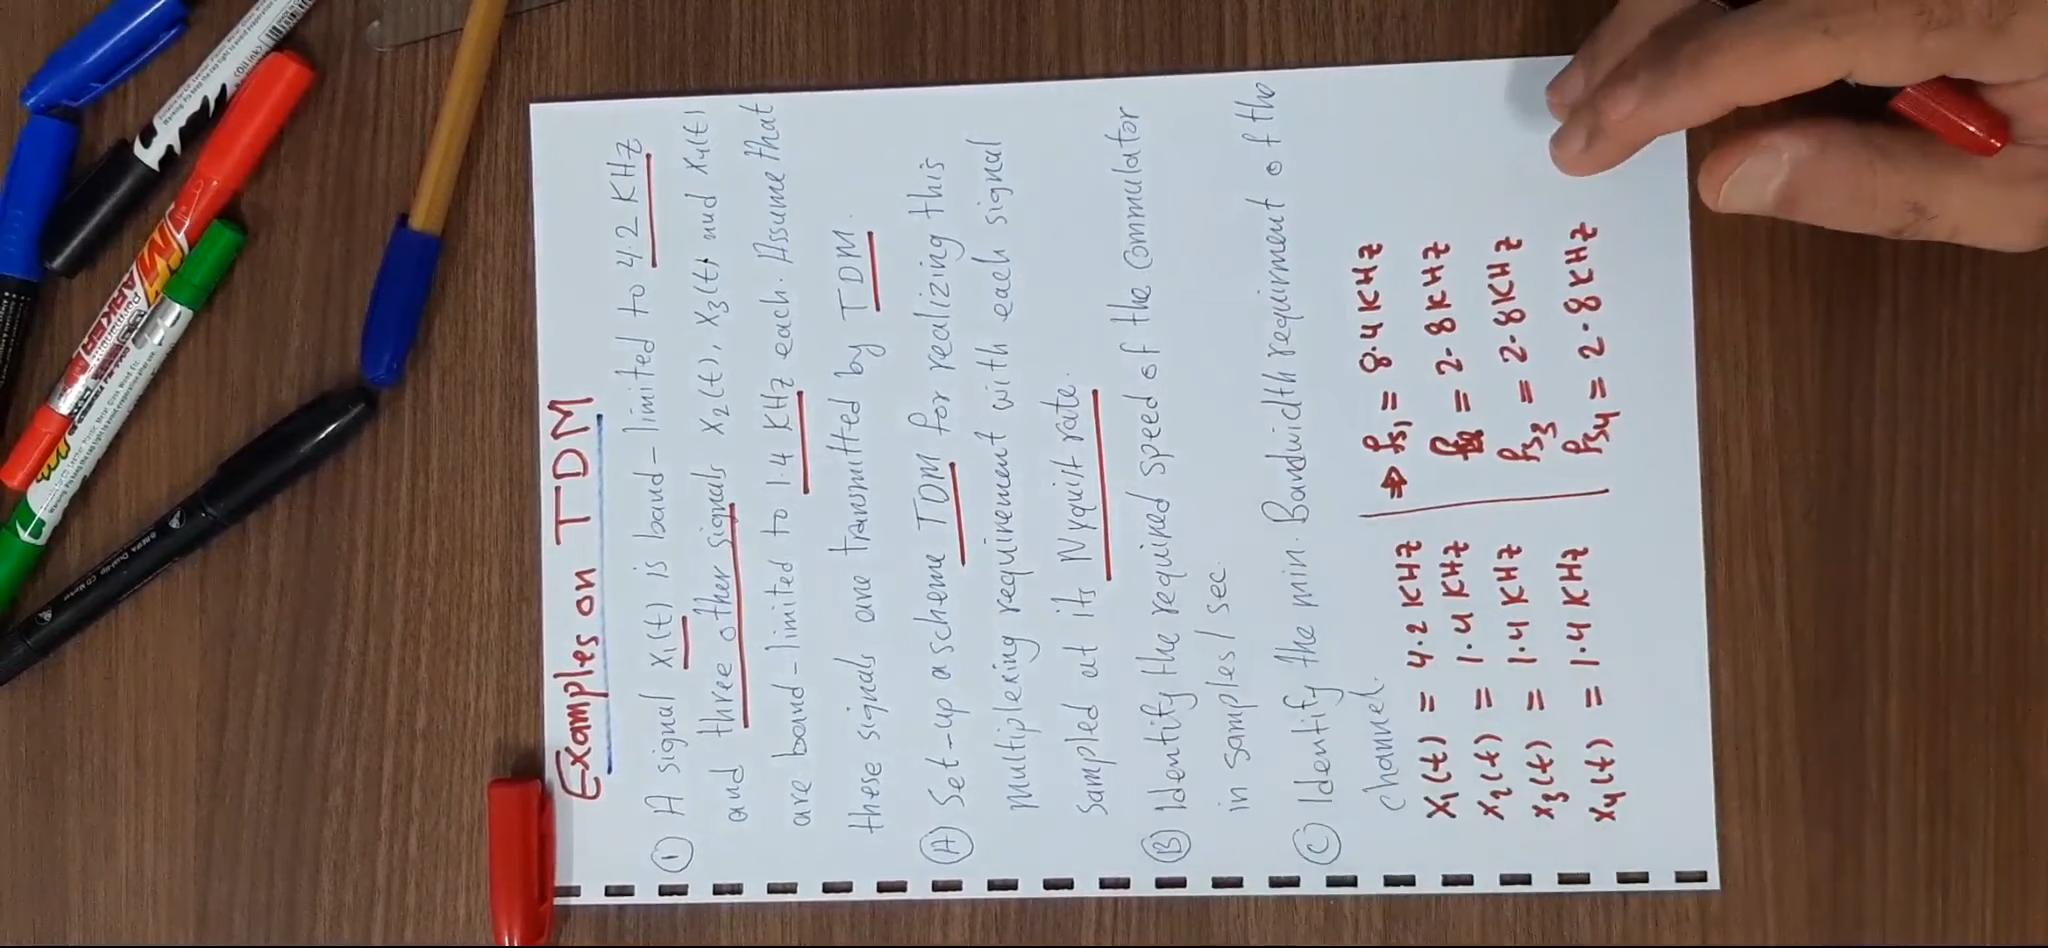 Examples on TDM
① A signal x₁(t) is band-limited to 4.2 KHz
and three other signals x₂(t), x₃(t) and x₄(t)
are band-limited to 1.4 KHz each. Assume that
these signals are transmitted by TDM.
Ⓐ Set-up a scheme TDM for realizing this
multiplexing requirement with each signal
sampled at its Nyquist rate.
Ⓑ Identify the required speed of the commulator
in samples/sec.
Ⓒ Identify the min. Bandwidth requirment of the
channel.
x₁(t) = 4.2 KHz ⇒ fs₁ = 8.4 KHz
x₂(t) = 1.4 KHz = 2.8 KHz
x₃(t) = 1.4 KHz fs₃ = 2.8 KHz
x₄(t) = 1.4 KHz fs₄ = 2.8 KHz
PARKER